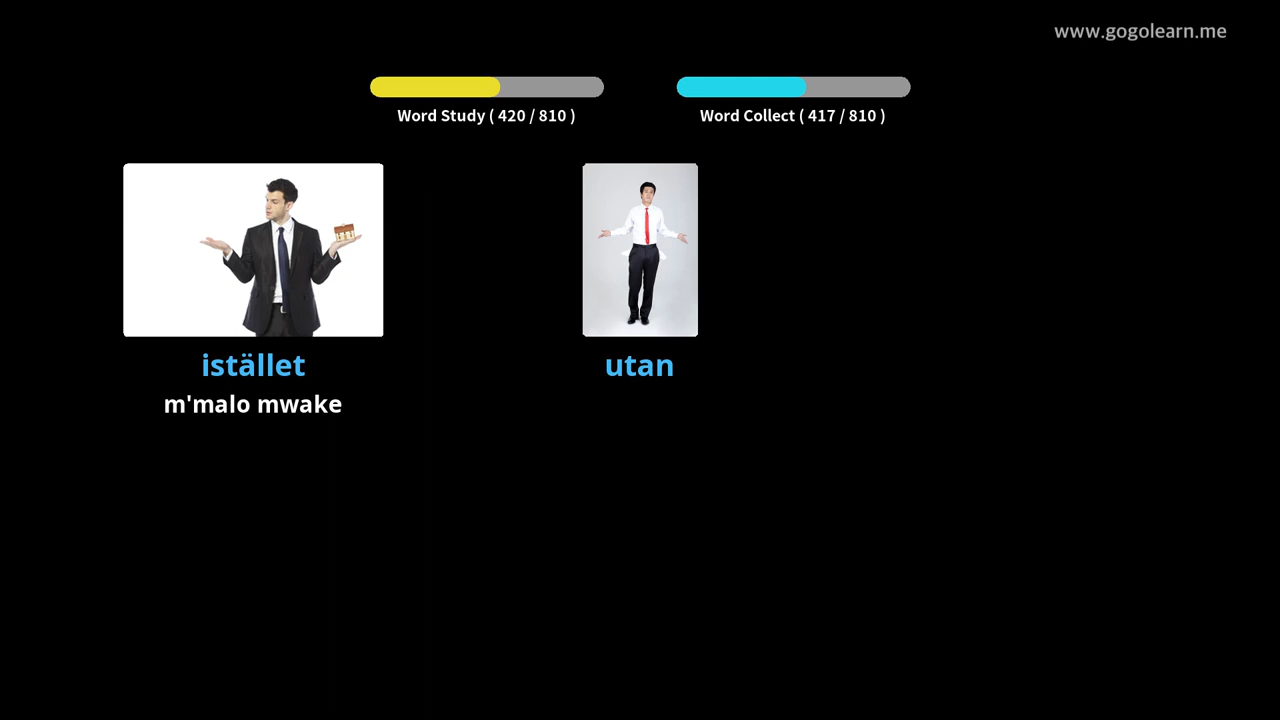 www.gogolearn.me
Word Study ( 420 / 810 )
Word Collect ( 417 / 810 )
istället
m'malo mwake
utan